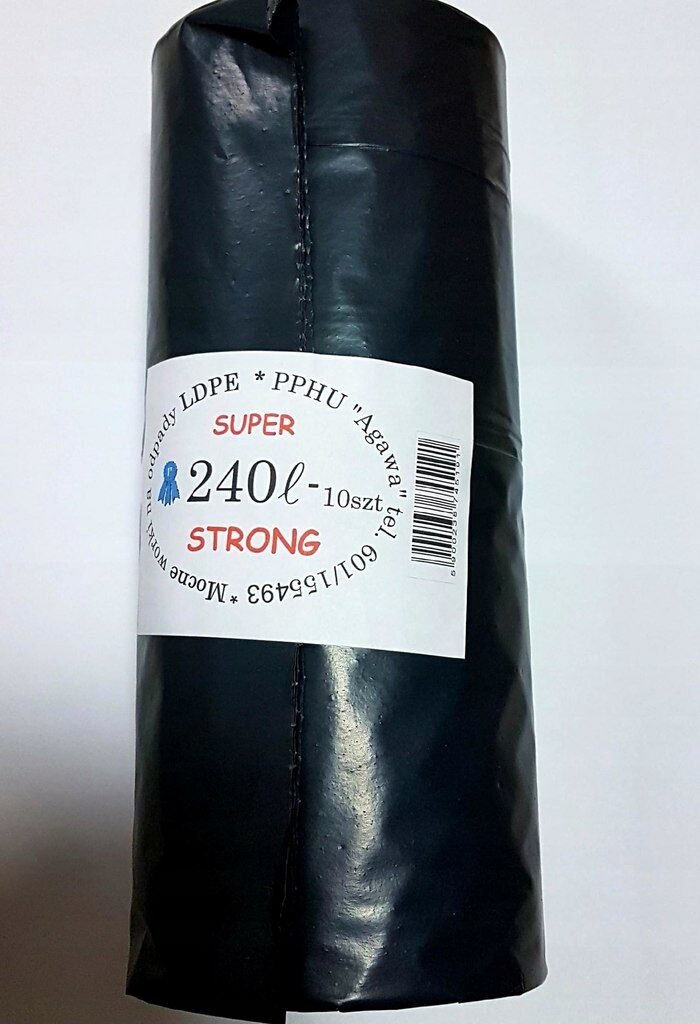 * Mocne worki na odpady LDPE * PPHU "Agawa" tel. 601/155493
SUPER
240ℓ-10szt
STRONG